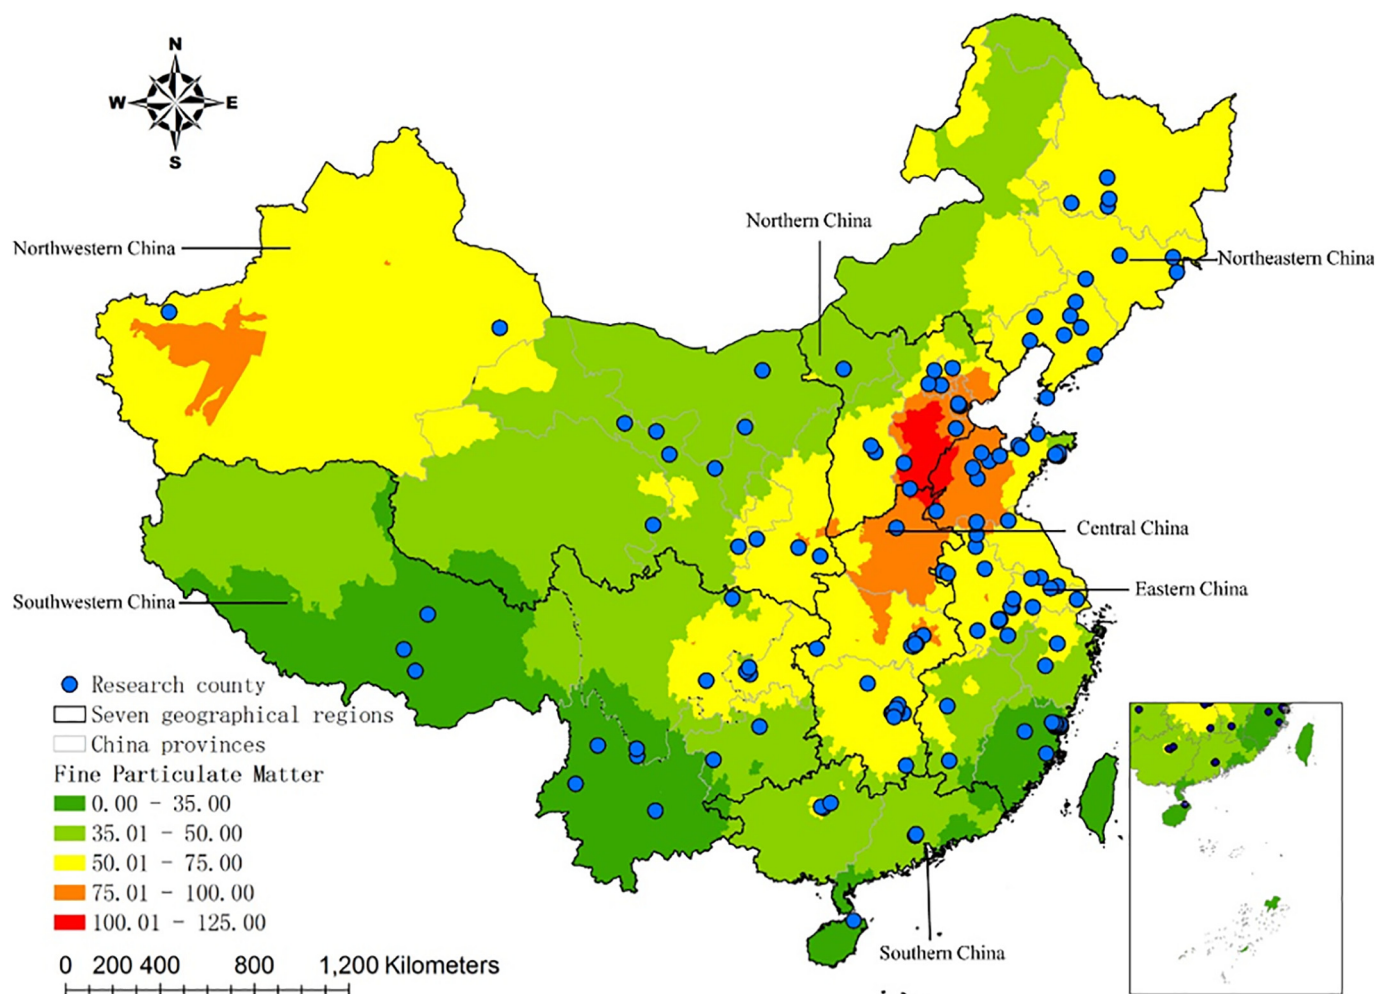 N
W E
S
Northern China
Northwestern China
Northeastern China
Central China
Eastern China
Southwestern China
Research county
Seven geographical regions
China provinces
Fine Particulate Matter
0.00 - 35.00
35.01 - 50.00
50.01 - 75.00
75.01 - 100.00
100.01 - 125.00
Southern China
0 200 400 800 1,200 Kilometers